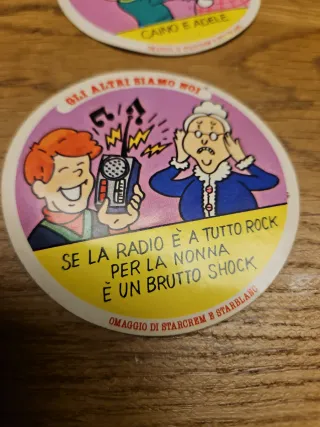 CAINO E ADELE
GLI ALTRI SIAMO NOI
SE LA RADIO È A TUTTO ROCK
PER LA NONNA
È UN BRUTTO SHOCK
OMAGGIO DI STARCREM E STARBLANC